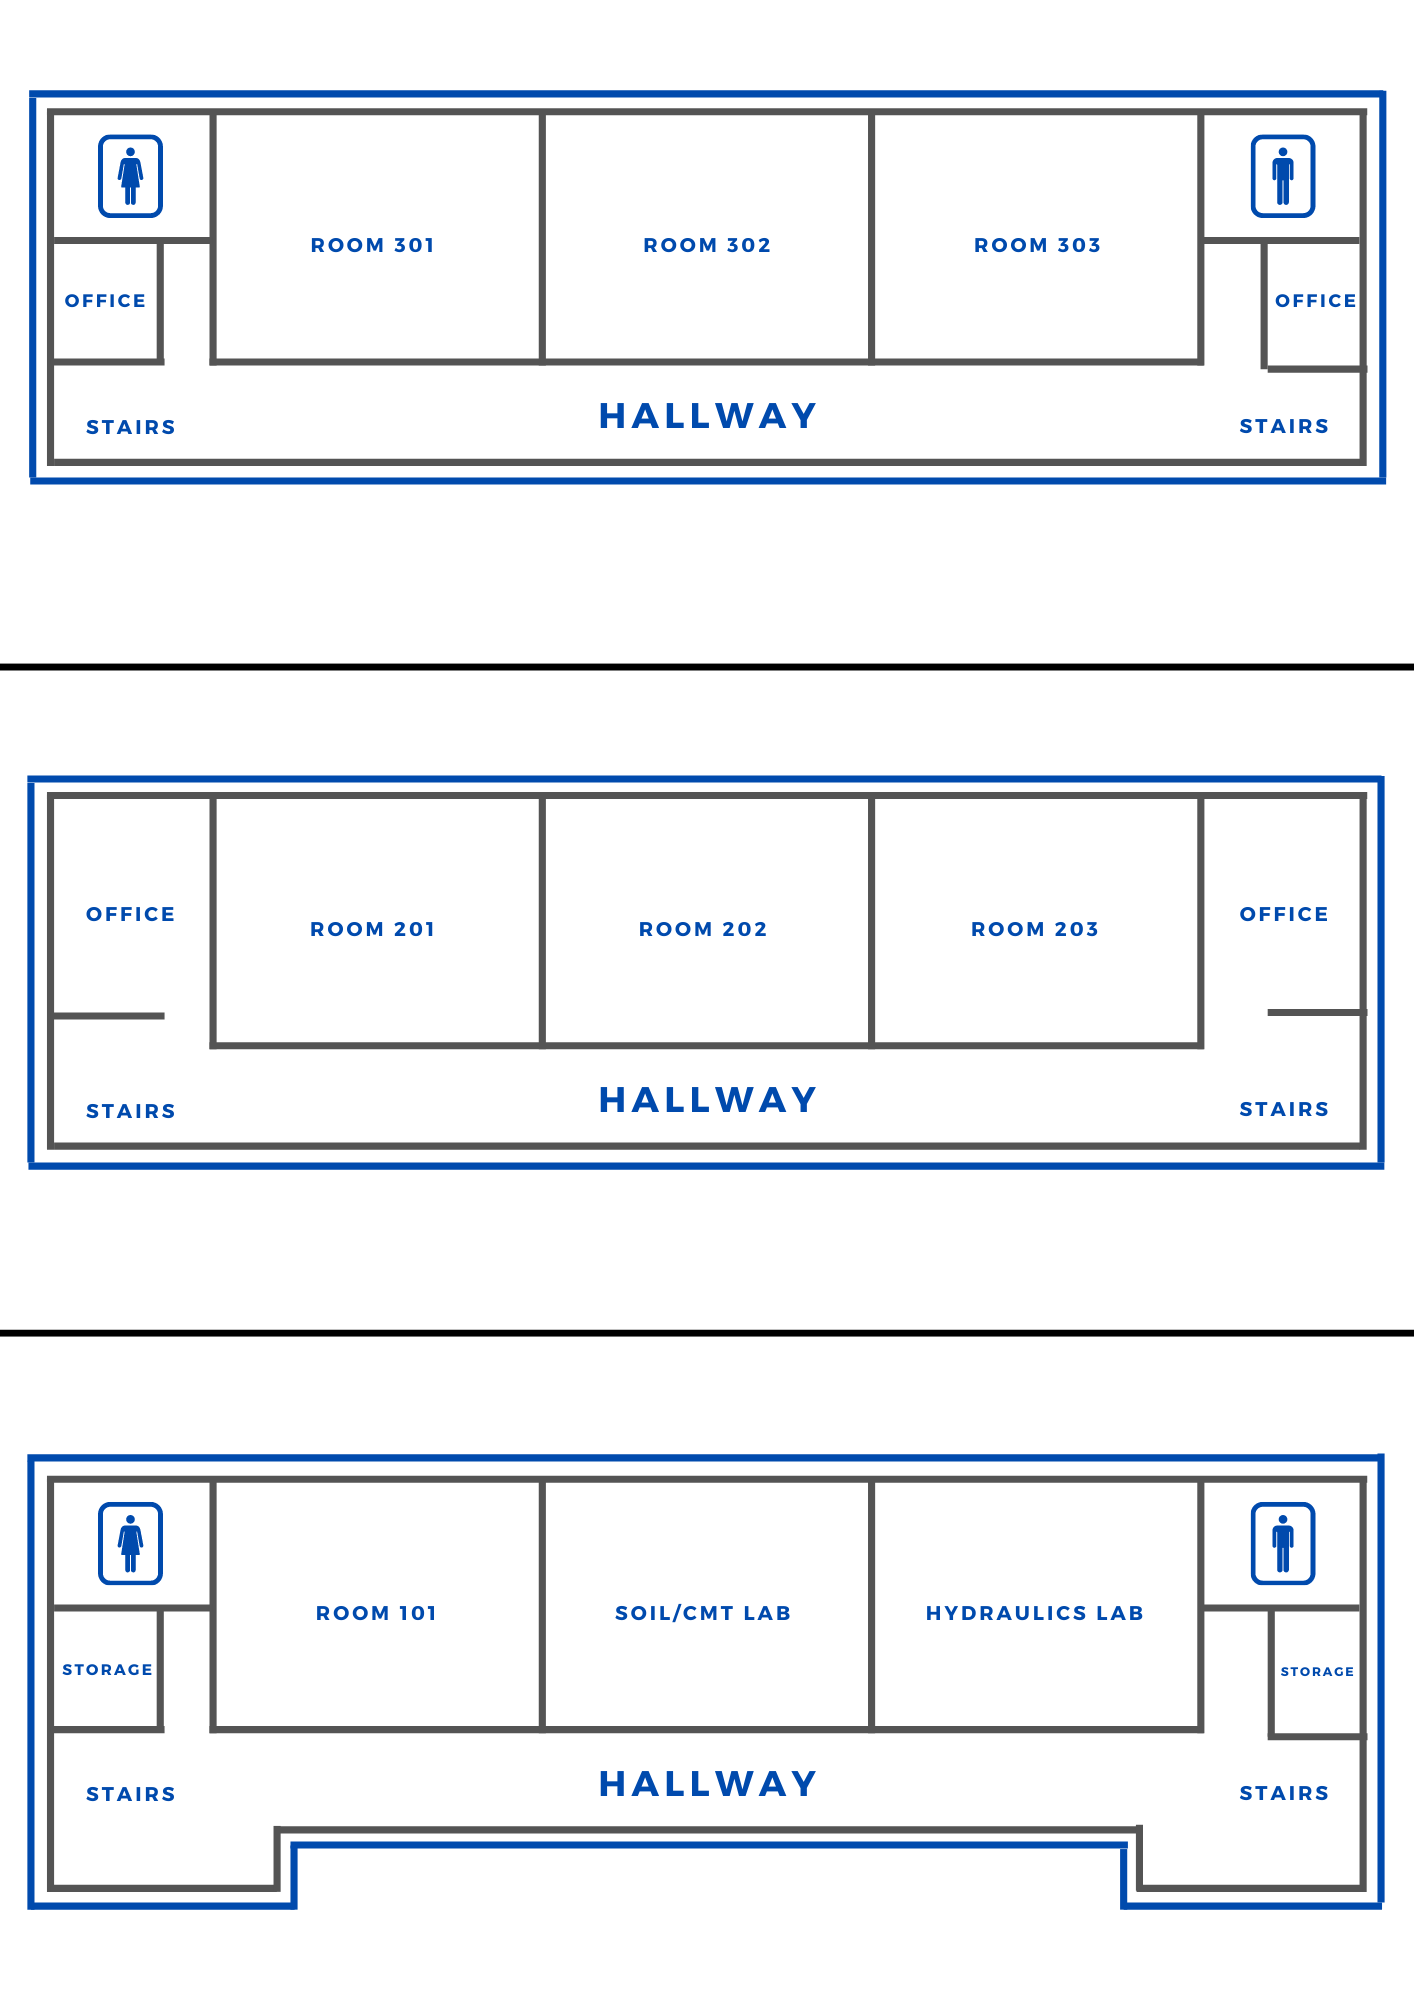 ROOM 301
ROOM 302
ROOM 303
OFFICE
OFFICE
HALLWAY
STAIRS
STAIRS
OFFICE
OFFICE
ROOM 201
ROOM 202
ROOM 203
HALLWAY
STAIRS
STAIRS
ROOM 101
SOIL/CMT LAB
HYDRAULICS LAB
STORAGE
STORAGE
HALLWAY
STAIRS
STAIRS